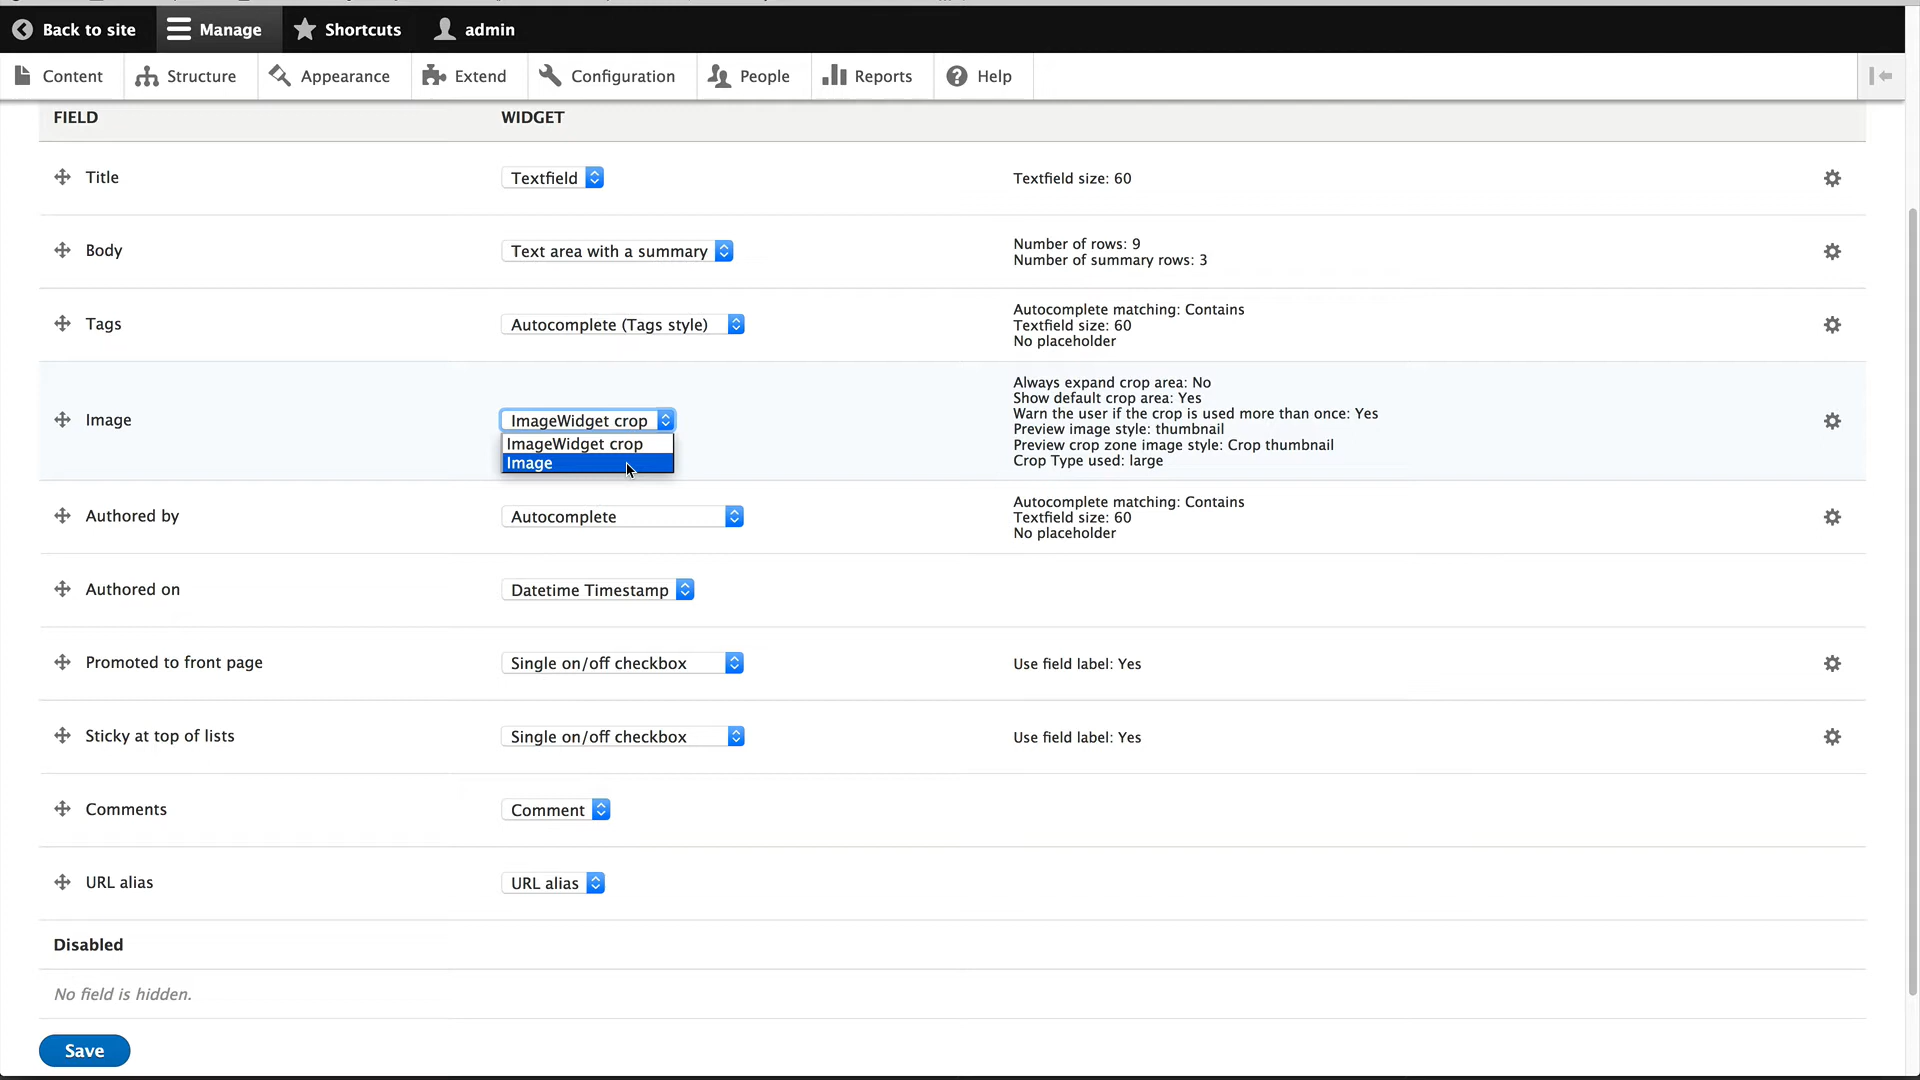 Back to site
Manage
Shortcuts
admin
Content
Structure
Appearance
Extend
Configuration
People
Reports
Help
FIELD
WIDGET
Title
Textfield
Textfield size: 60
Body
Text area with a summary
Number of rows: 9
Number of summary rows: 3
Tags
Autocomplete (Tags style)
Autocomplete matching: Contains
Textfield size: 60
No placeholder
Image
ImageWidget crop
ImageWidget crop
Image
Always expand crop area: No
Show default crop area: Yes
Warn the user if the crop is used more than once: Yes
Preview image style: thumbnail
Preview crop zone image style: Crop thumbnail
Crop Type used: large
Authored by
Autocomplete
Autocomplete matching: Contains
Textfield size: 60
No placeholder
Authored on
Datetime Timestamp
Promoted to front page
Single on/off checkbox
Use field label: Yes
Sticky at top of lists
Single on/off checkbox
Use field label: Yes
Comments
Comment
URL alias
URL alias
Disabled
No field is hidden.
Save